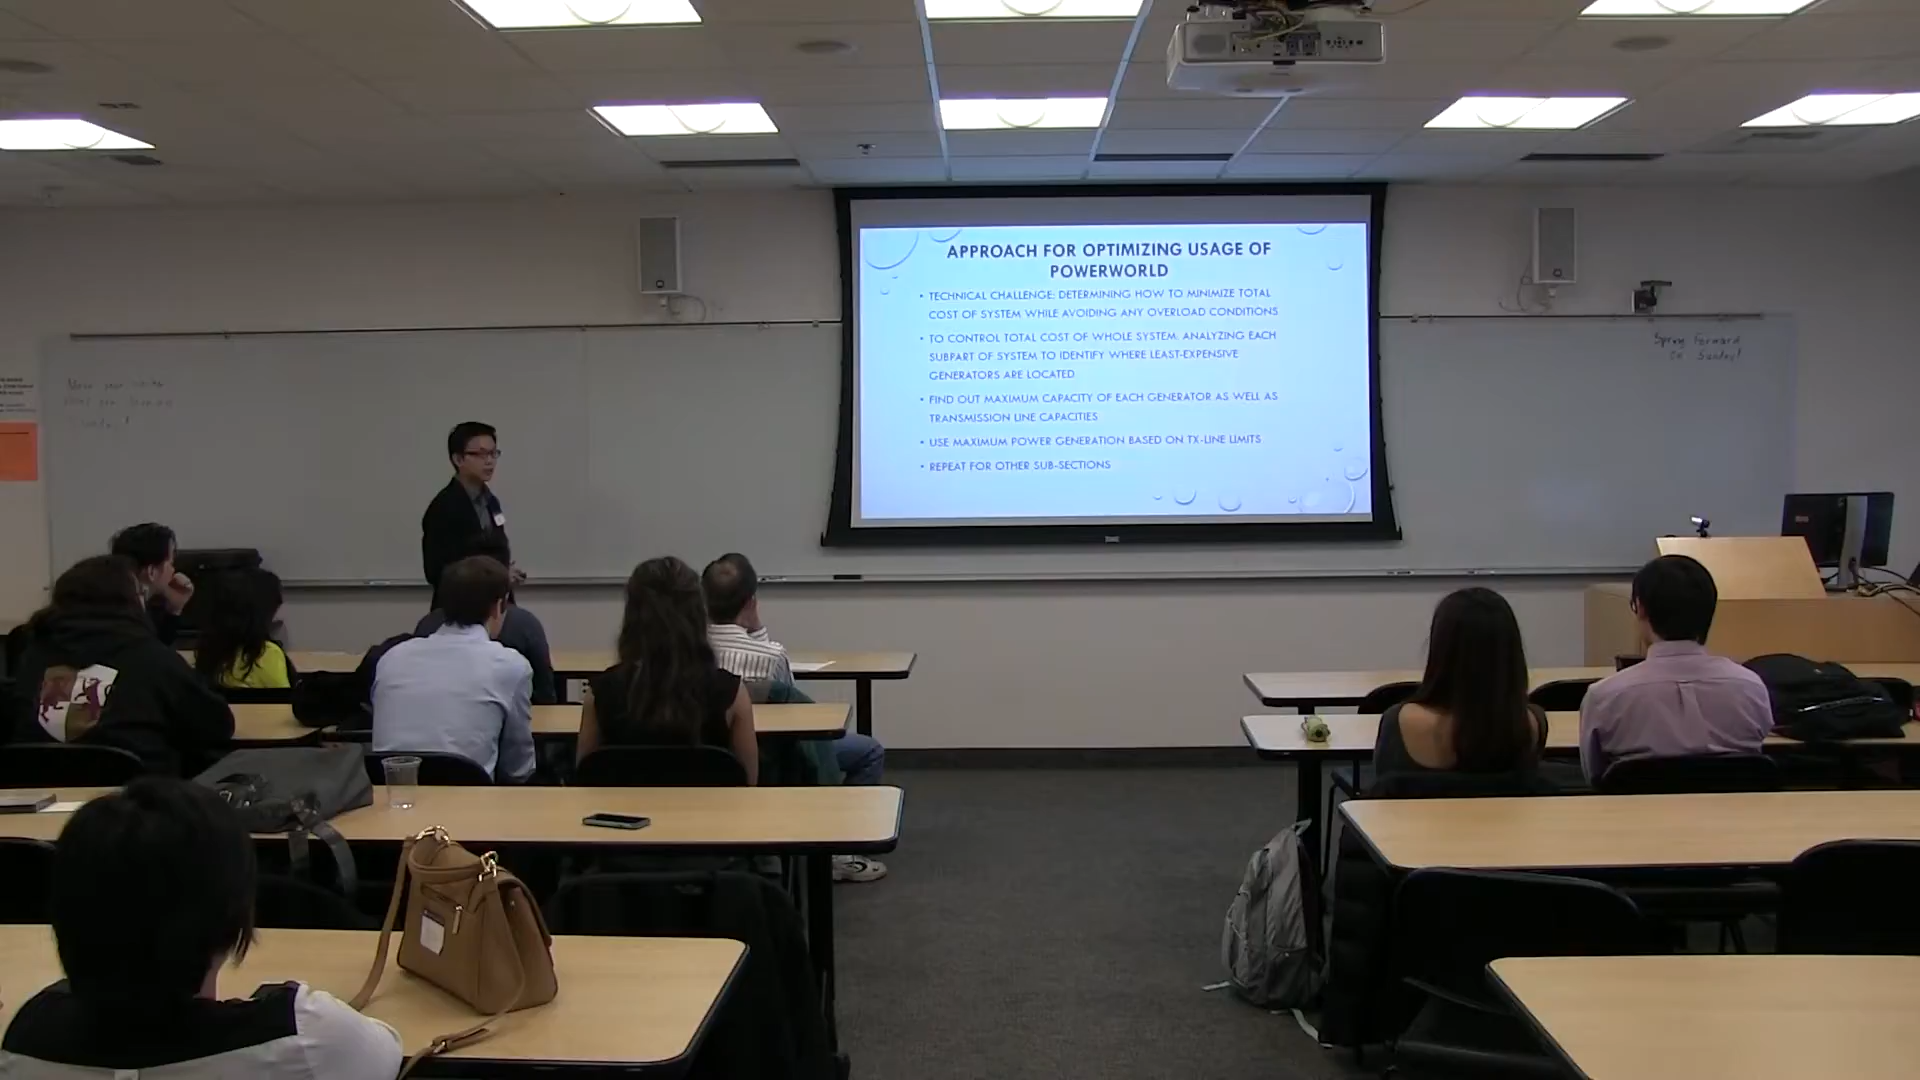 APPROACH FOR OPTIMIZING USAGE OF
POWERWORLD
• TECHNICAL CHALLENGE: DETERMINING HOW TO MINIMIZE TOTAL
COST OF SYSTEM WHILE AVOIDING ANY OVERLOAD CONDITIONS
• TO CONTROL TOTAL COST OF WHOLE SYSTEM, ANALYZING EACH
SUBPART OF SYSTEM TO IDENTIFY WHERE LEAST-EXPENSIVE
GENERATORS ARE LOCATED
• FIND OUT MAXIMUM CAPACITY OF EACH GENERATOR AS WELL AS
TRANSMISSION LINE CAPACITIES
• USE MAXIMUM POWER GENERATION BASED ON TX-LINE LIMITS
• REPEAT FOR OTHER SUB-SECTIONS
Spring Forward
On Sunday!